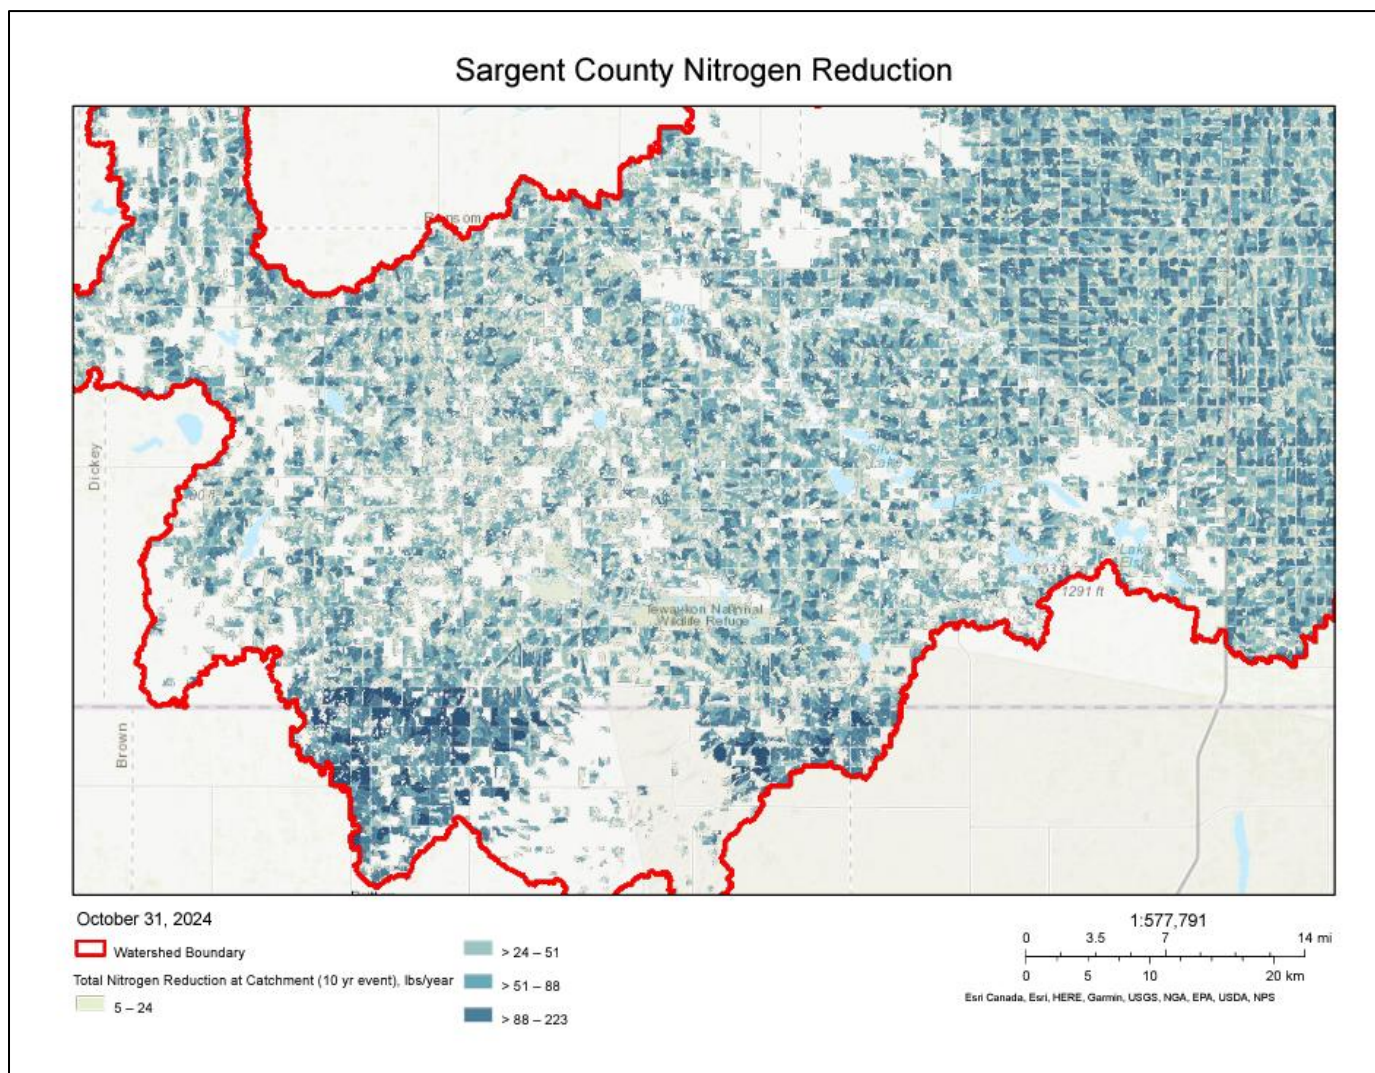 Sargent County Nitrogen Reduction
Dickey
Tewaukon National
Wildlife Refuge
Lake
Lake
1291 ft
Brown
October 31, 2024
Watershed Boundary
Total Nitrogen Reduction at Catchment (10 yr event), lbs/year
5 – 24
> 24 – 51
> 51 – 88
> 88 – 223
1:577,791
0 3.5 7 14 mi
0 5 10 20 km
Esri Canada, Esri, HERE, Garmin, USGS, NGA, EPA, USDA, NPS